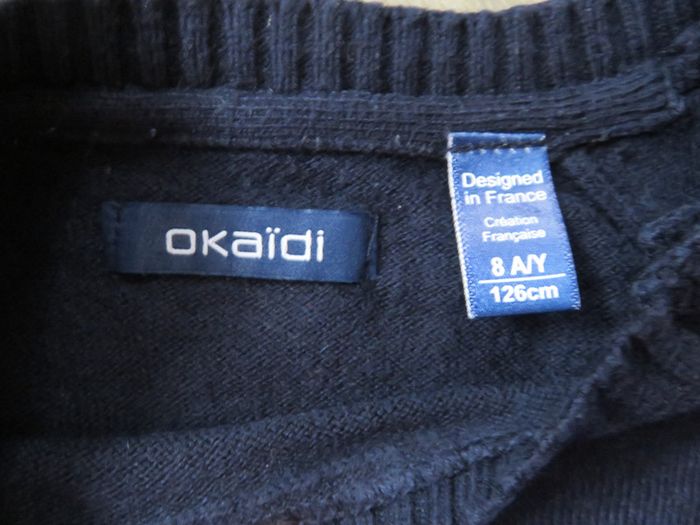 okaïdi
Designed
in France
Création
Française
8 A/Y
126cm